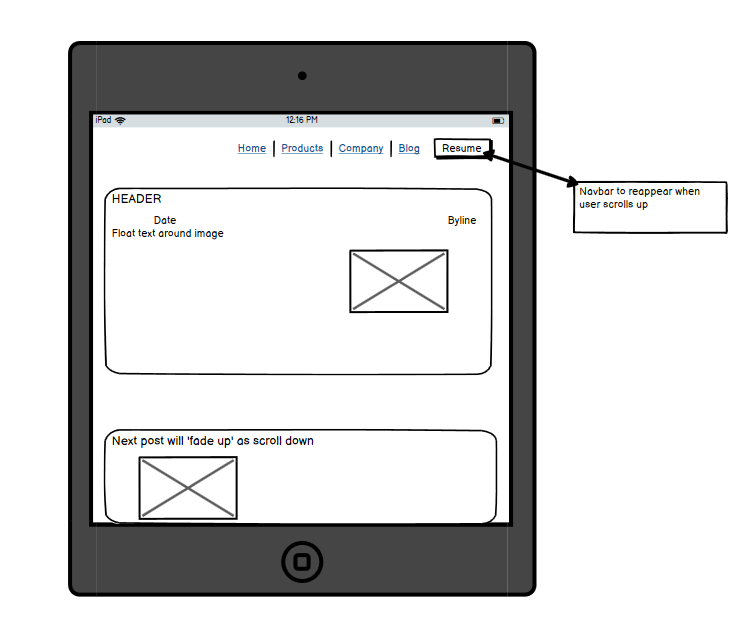 iPad 12:16 PM
Home | Products | Company | Blog Resume
Navbar to reappear when
user scrolls up
HEADER
Date Byline
Float text around image
Next post will 'fade up' as scroll down